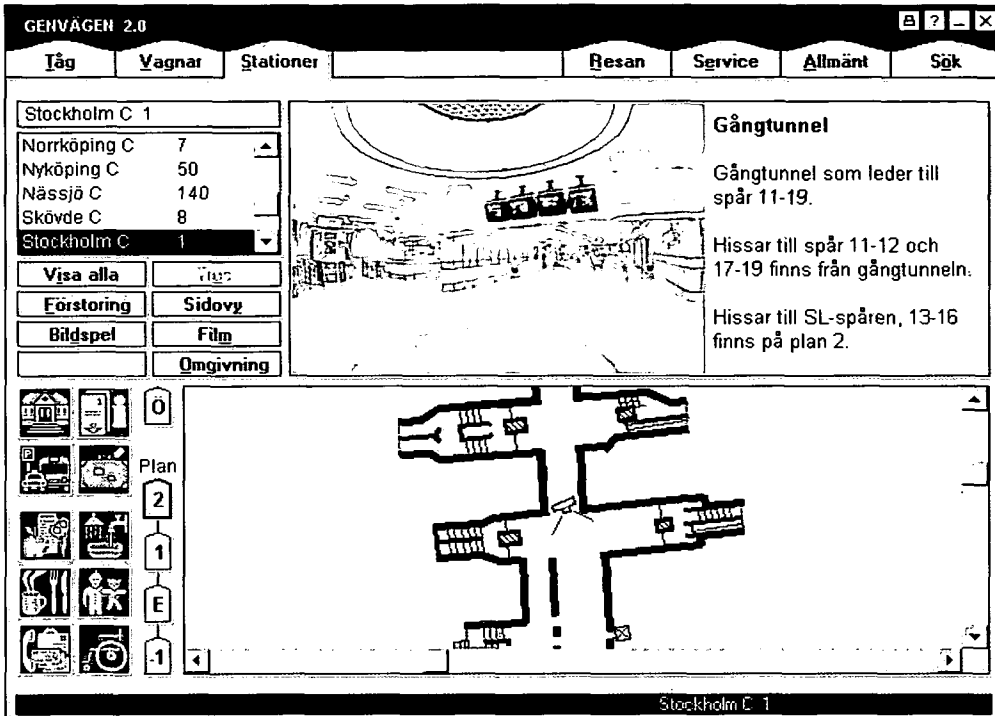 GENVÄGEN 2.0
? _ X
Tåg Vagnar Stationer Resan Service Allmänt Sök
Stockholm C 1
Norrköping C 7
Nyköping C 50
Nässjö C 140
Skövde C 8
Stockholm C 1
Visa alla
Förstoring Sidovy
Bildspel Film
Omgivning
Gångtunnel
Gångtunnel som leder till
spår 11-19.
Hissar till spår 11-12 och
17-19 finns från gångtunneln.
Hissar till SL-spåren, 13-16
finns på plan 2.
P
1
Ö
Plan
2
1
E
-1
Stockholm C 1